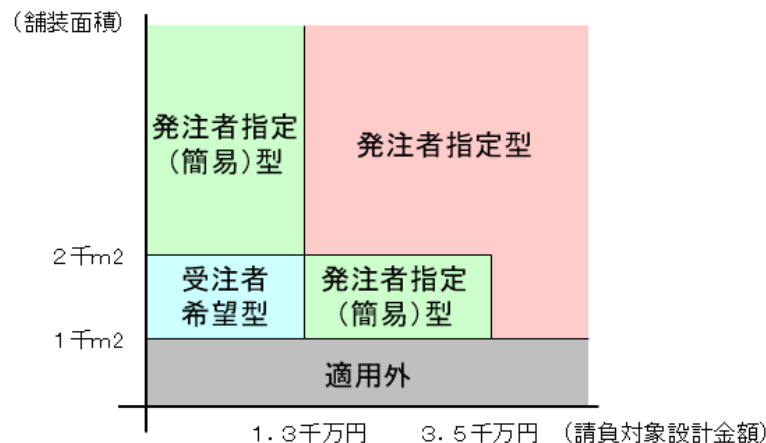 （舗装面積）
発注者指定
（簡易）型
発注者指定型
２千m2
受注者
希望型
発注者指定
（簡易）型
１千m2
適用外
１.３千万円
３.５千万円
（請負対象設計金額）